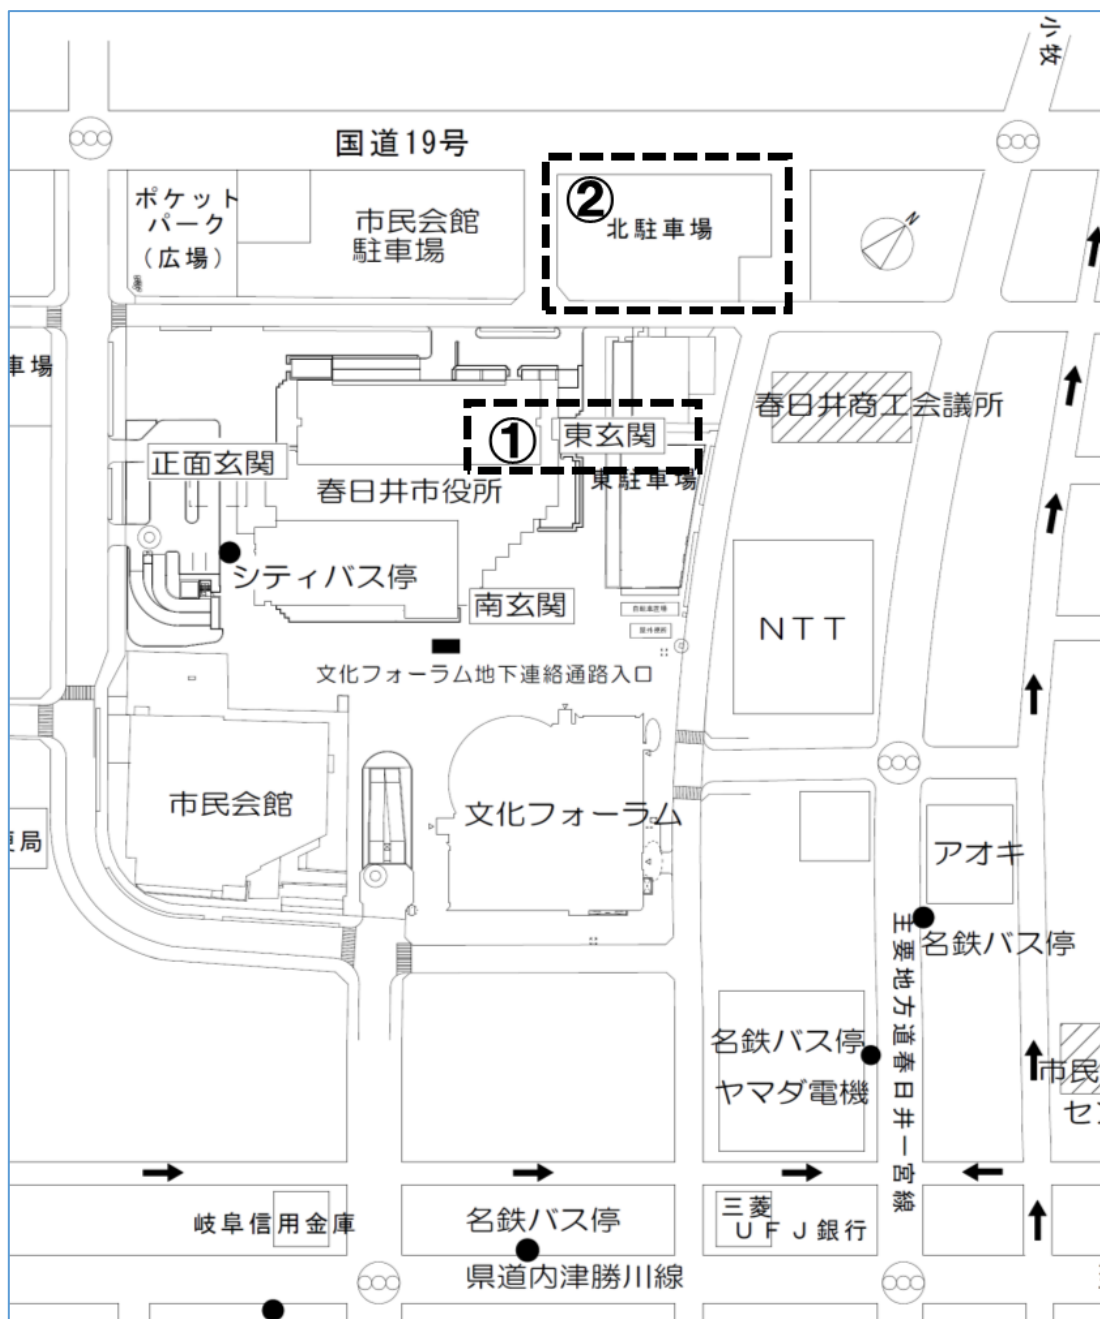 小牧
国道19号
ポケット
パーク
（広場）
市民会館
駐車場
②
北駐車場
N
車場
春日井商工会議所
①
東玄関
正面玄関
東駐車場
春日井市役所
シティバス停
南玄関
NTT
文化フォーラム地下連絡通路入口
市民会館
文化フォーラム
アオキ
名鉄バス停
主要地方道春日井一宮線
名鉄バス停
ヤマダ電機
市民
セン
三菱
UFJ銀行
岐阜信用金庫
名鉄バス停
県道内津勝川線